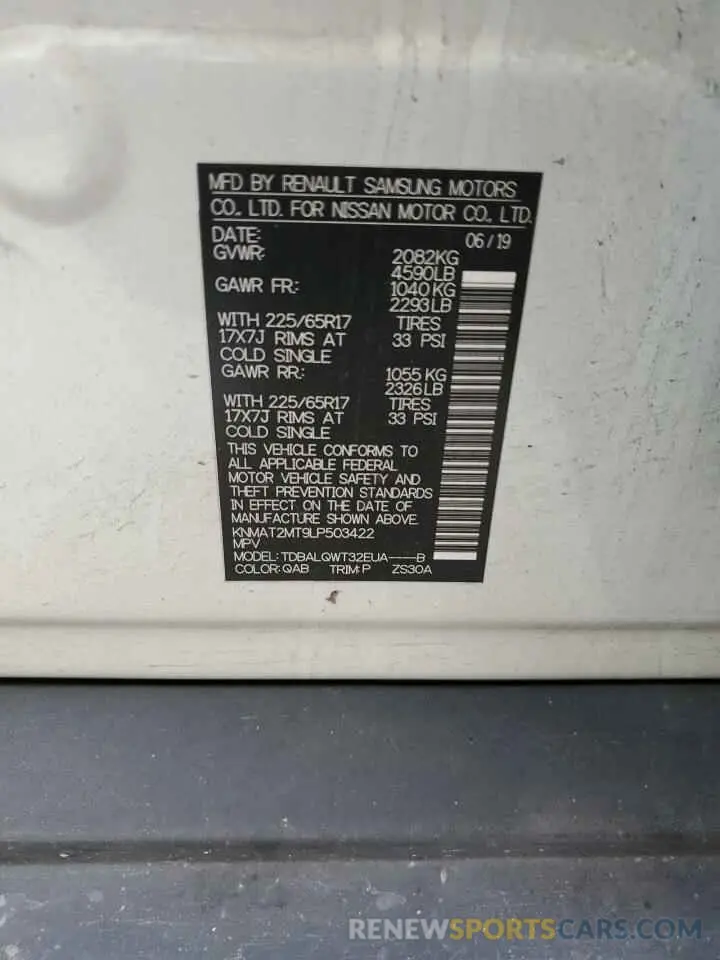 MFD BY RENAULT SAMSUNG MOTORS
CO., LTD. FOR NISSAN MOTOR CO., LTD.
DATE: 06/19
GVWR: 2082KG
4590LB
GAWR FR: 1040KG
2293LB
WITH 225/65R17 TIRES
17X7J RIMS AT 33 PSI
COLD SINGLE
GAWR RR: 1055KG
2326LB
WITH 225/65R17 TIRES
17X7J RIMS AT 33 PSI
COLD SINGLE
THIS VEHICLE CONFORMS TO
ALL APPLICABLE FEDERAL
MOTOR VEHICLE SAFETY AND
THEFT PREVENTION STANDARDS
IN EFFECT ON THE DATE OF
MANUFACTURE SHOWN ABOVE.
KNMAT2MT9LP503422
MPV
MODEL: TDBALQWT32EUA----B
COLOR: QAB TRIM: P ZS30A
RENEWSPORTSCARS.COM